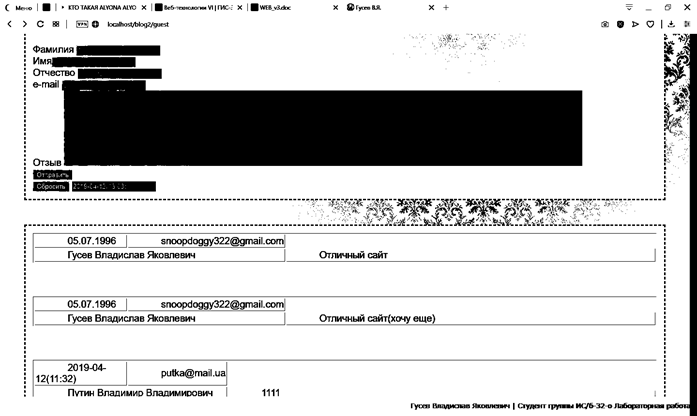 Меню
КТО ТАКАЯ ALYONA ALYO
Веб-технологии VI | ГИС-
WEB_v3.doc
Гусев В.Я.
VPN
localhost/blog2/guest
Фамилия
Имя
Отчество
e-mail
Отзыв
Отправить
Сбросить
05.07.1996 snoopdoggy322@gmail.com
Гусев Владислав Яковлевич Отличный сайт
05.07.1996 snoopdoggy322@gmail.com
Гусев Владислав Яковлевич Отличный сайт(хочу еще)
2019-04-
12(11:32) putka@mail.ua
Путин Владимир Владимирович 1111
Гусев Владислав Яковлевич | Студент группы ИС/б-32-о Лабораторная работа